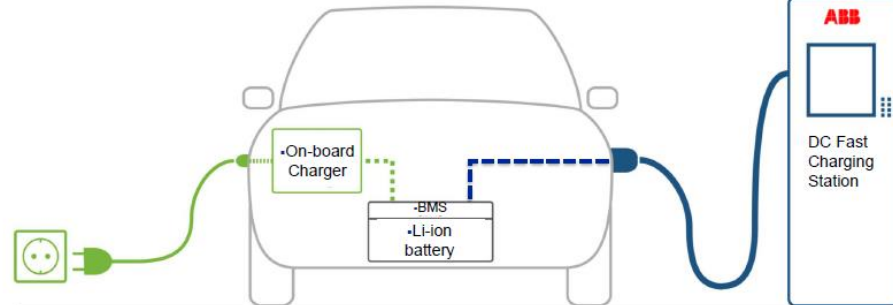 ABB
▪On-board
Charger
DC Fast
Charging
Station
▪BMS
▪Li-ion
battery